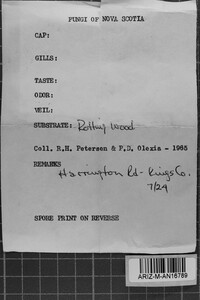 FUNGI OF NOVA SCOTIA
CAP:
GILLS:
TASTE:
ODOR:
VEIL:
SUBSTRATE: Rotting wood
Coll. R.H. Petersen & P.D. Olexia - 1965
REMARKS
Harrington Rd - Kings Co.
7/24
SPORE PRINT ON REVERSE
ARIZ-M-AN16789